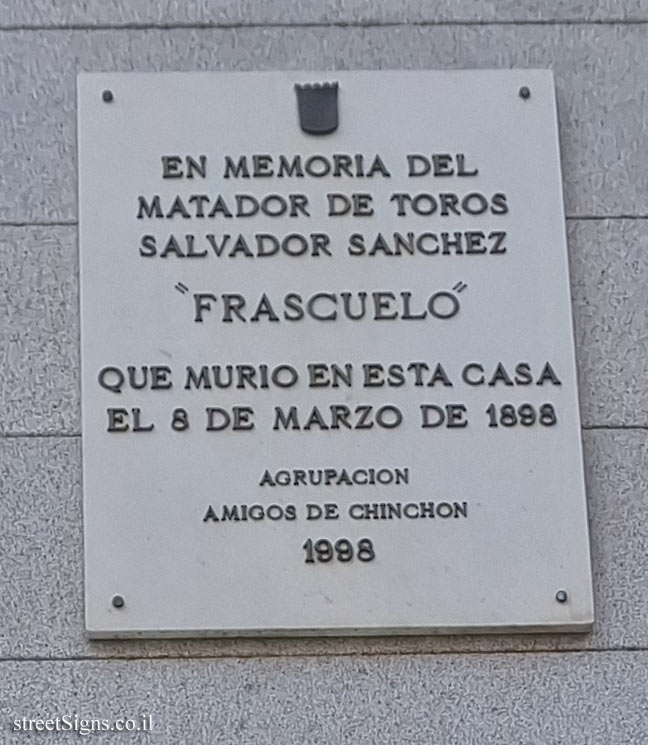 EN MEMORIA DEL
MATADOR DE TOROS
SALVADOR SANCHEZ
"FRASCUELO"
QUE MURIO EN ESTA CASA
EL 8 DE MARZO DE 1898
AGRUPACION
AMIGOS DE CHINCHON
1998
streetSigns.co.il